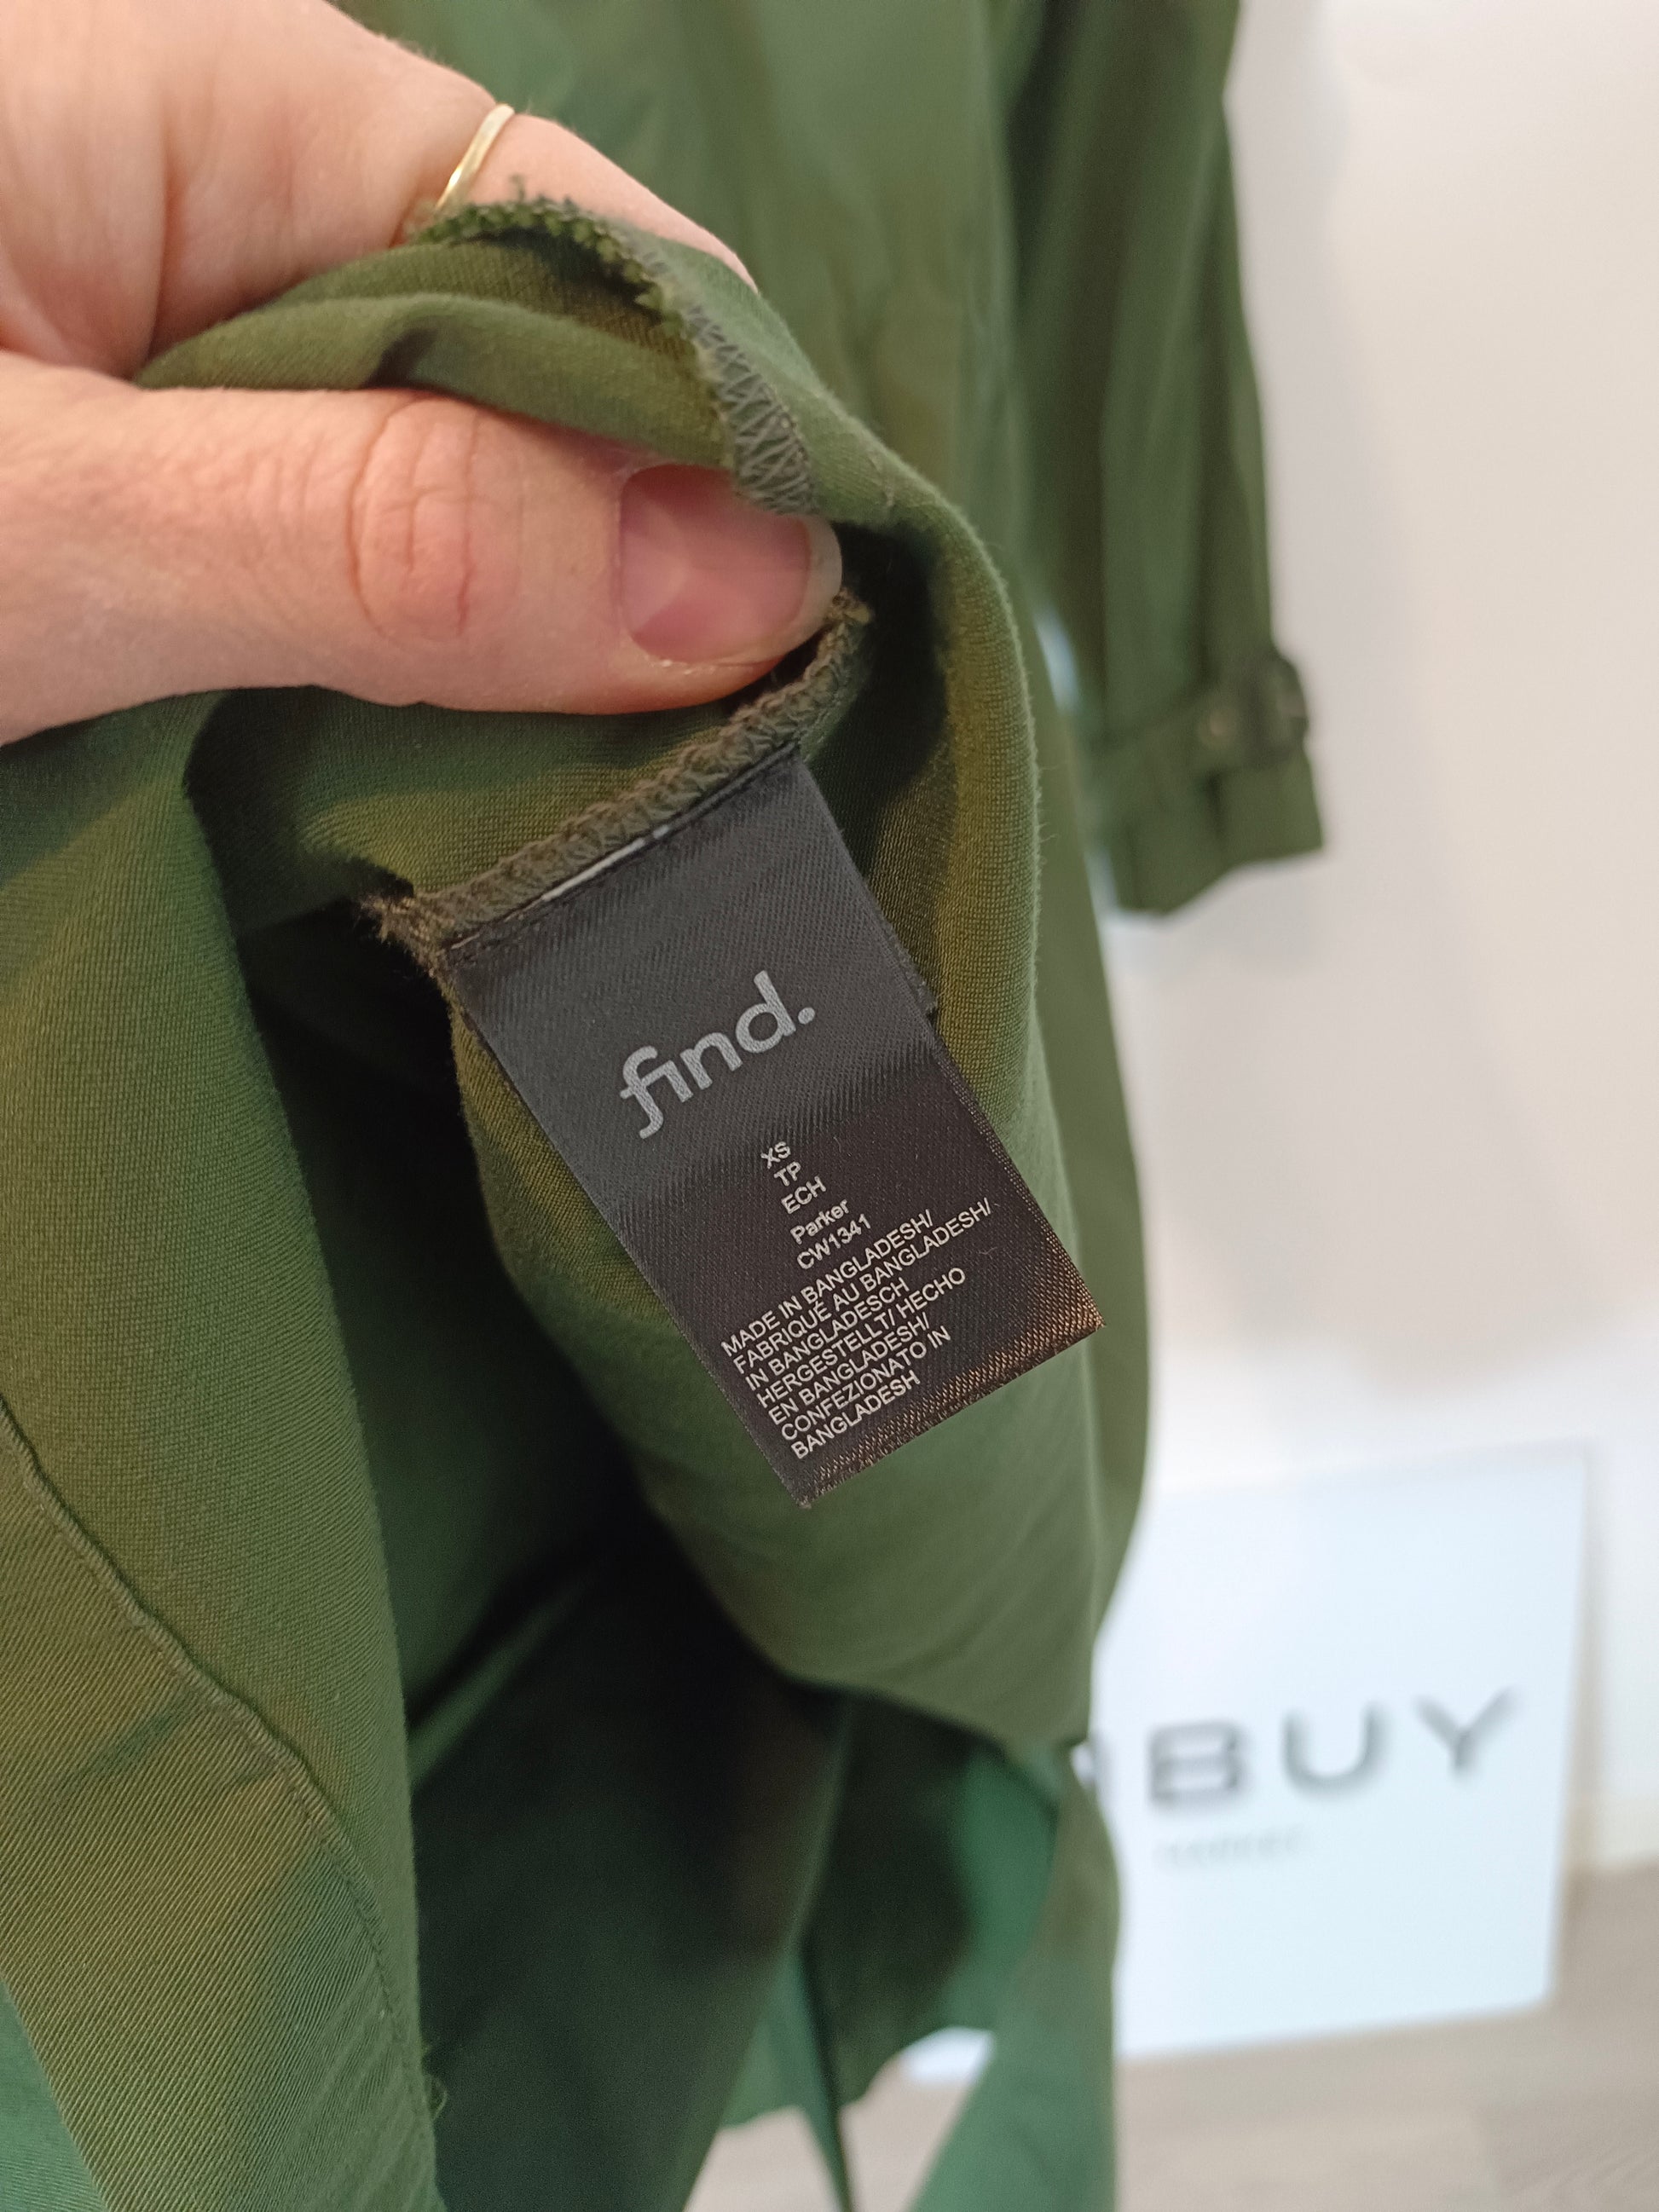 find.
XS
TP
ECH
Parker
CW1341
MADE IN BANGLADESH/
FABRIQUÉ AU BANGLADESH/
IN BANGLADESCH
HERGESTELLT/ HECHO
EN BANGLADESH/
CONFEZIONATO IN
BANGLADESH
BUY